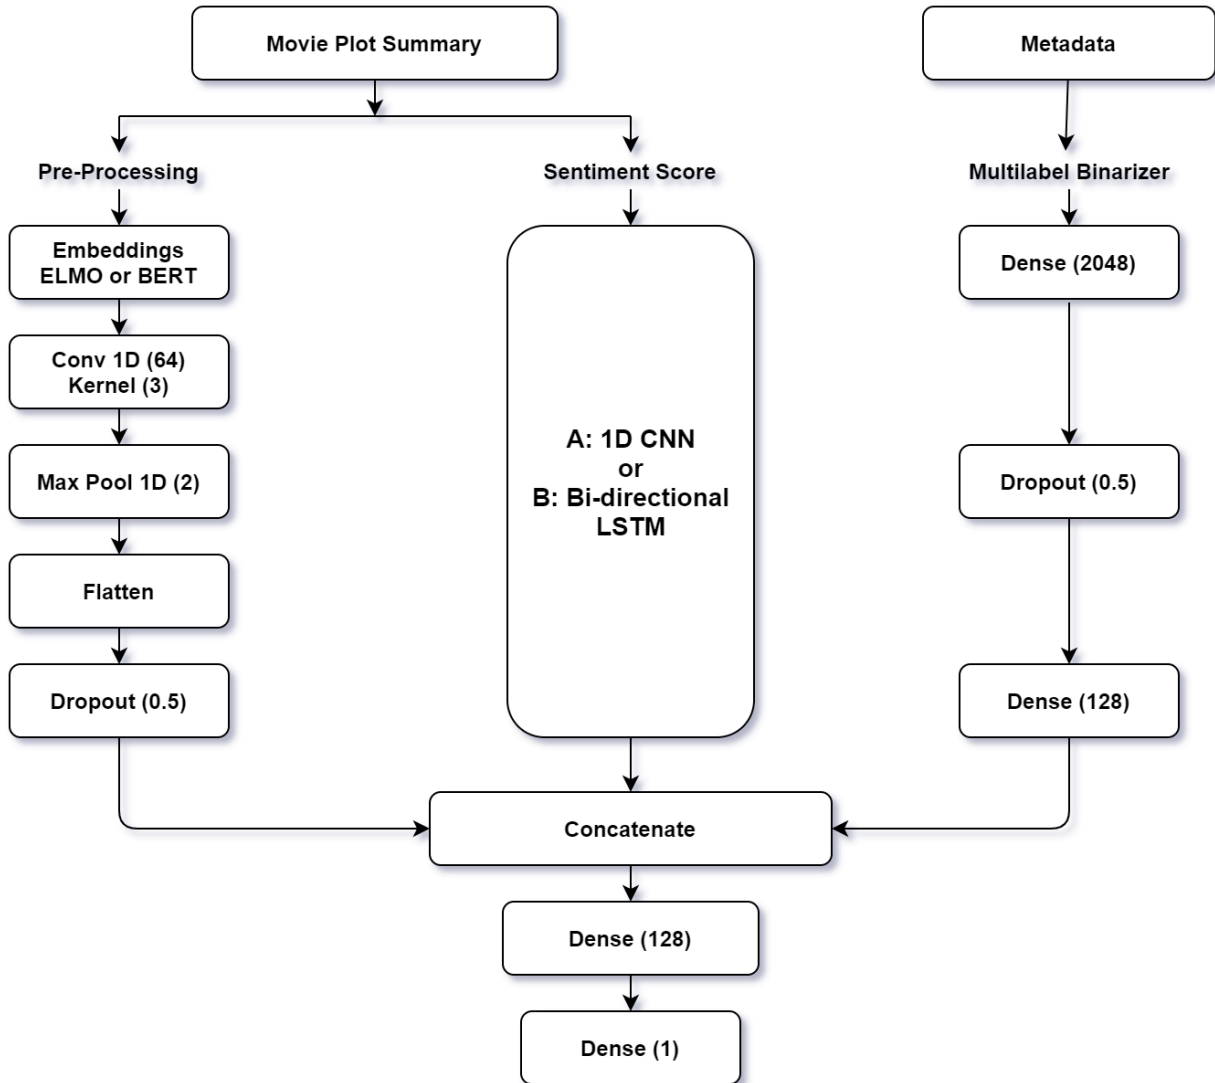 Movie Plot Summary
Metadata
Pre-Processing
Sentiment Score
Multilabel Binarizer
Embeddings
ELMO or BERT
Dense (2048)
Conv 1D (64)
Kernel (3)
A: 1D CNN
or
B: Bi-directional
LSTM
Max Pool 1D (2)
Dropout (0.5)
Flatten
Dropout (0.5)
Dense (128)
Concatenate
Dense (128)
Dense (1)